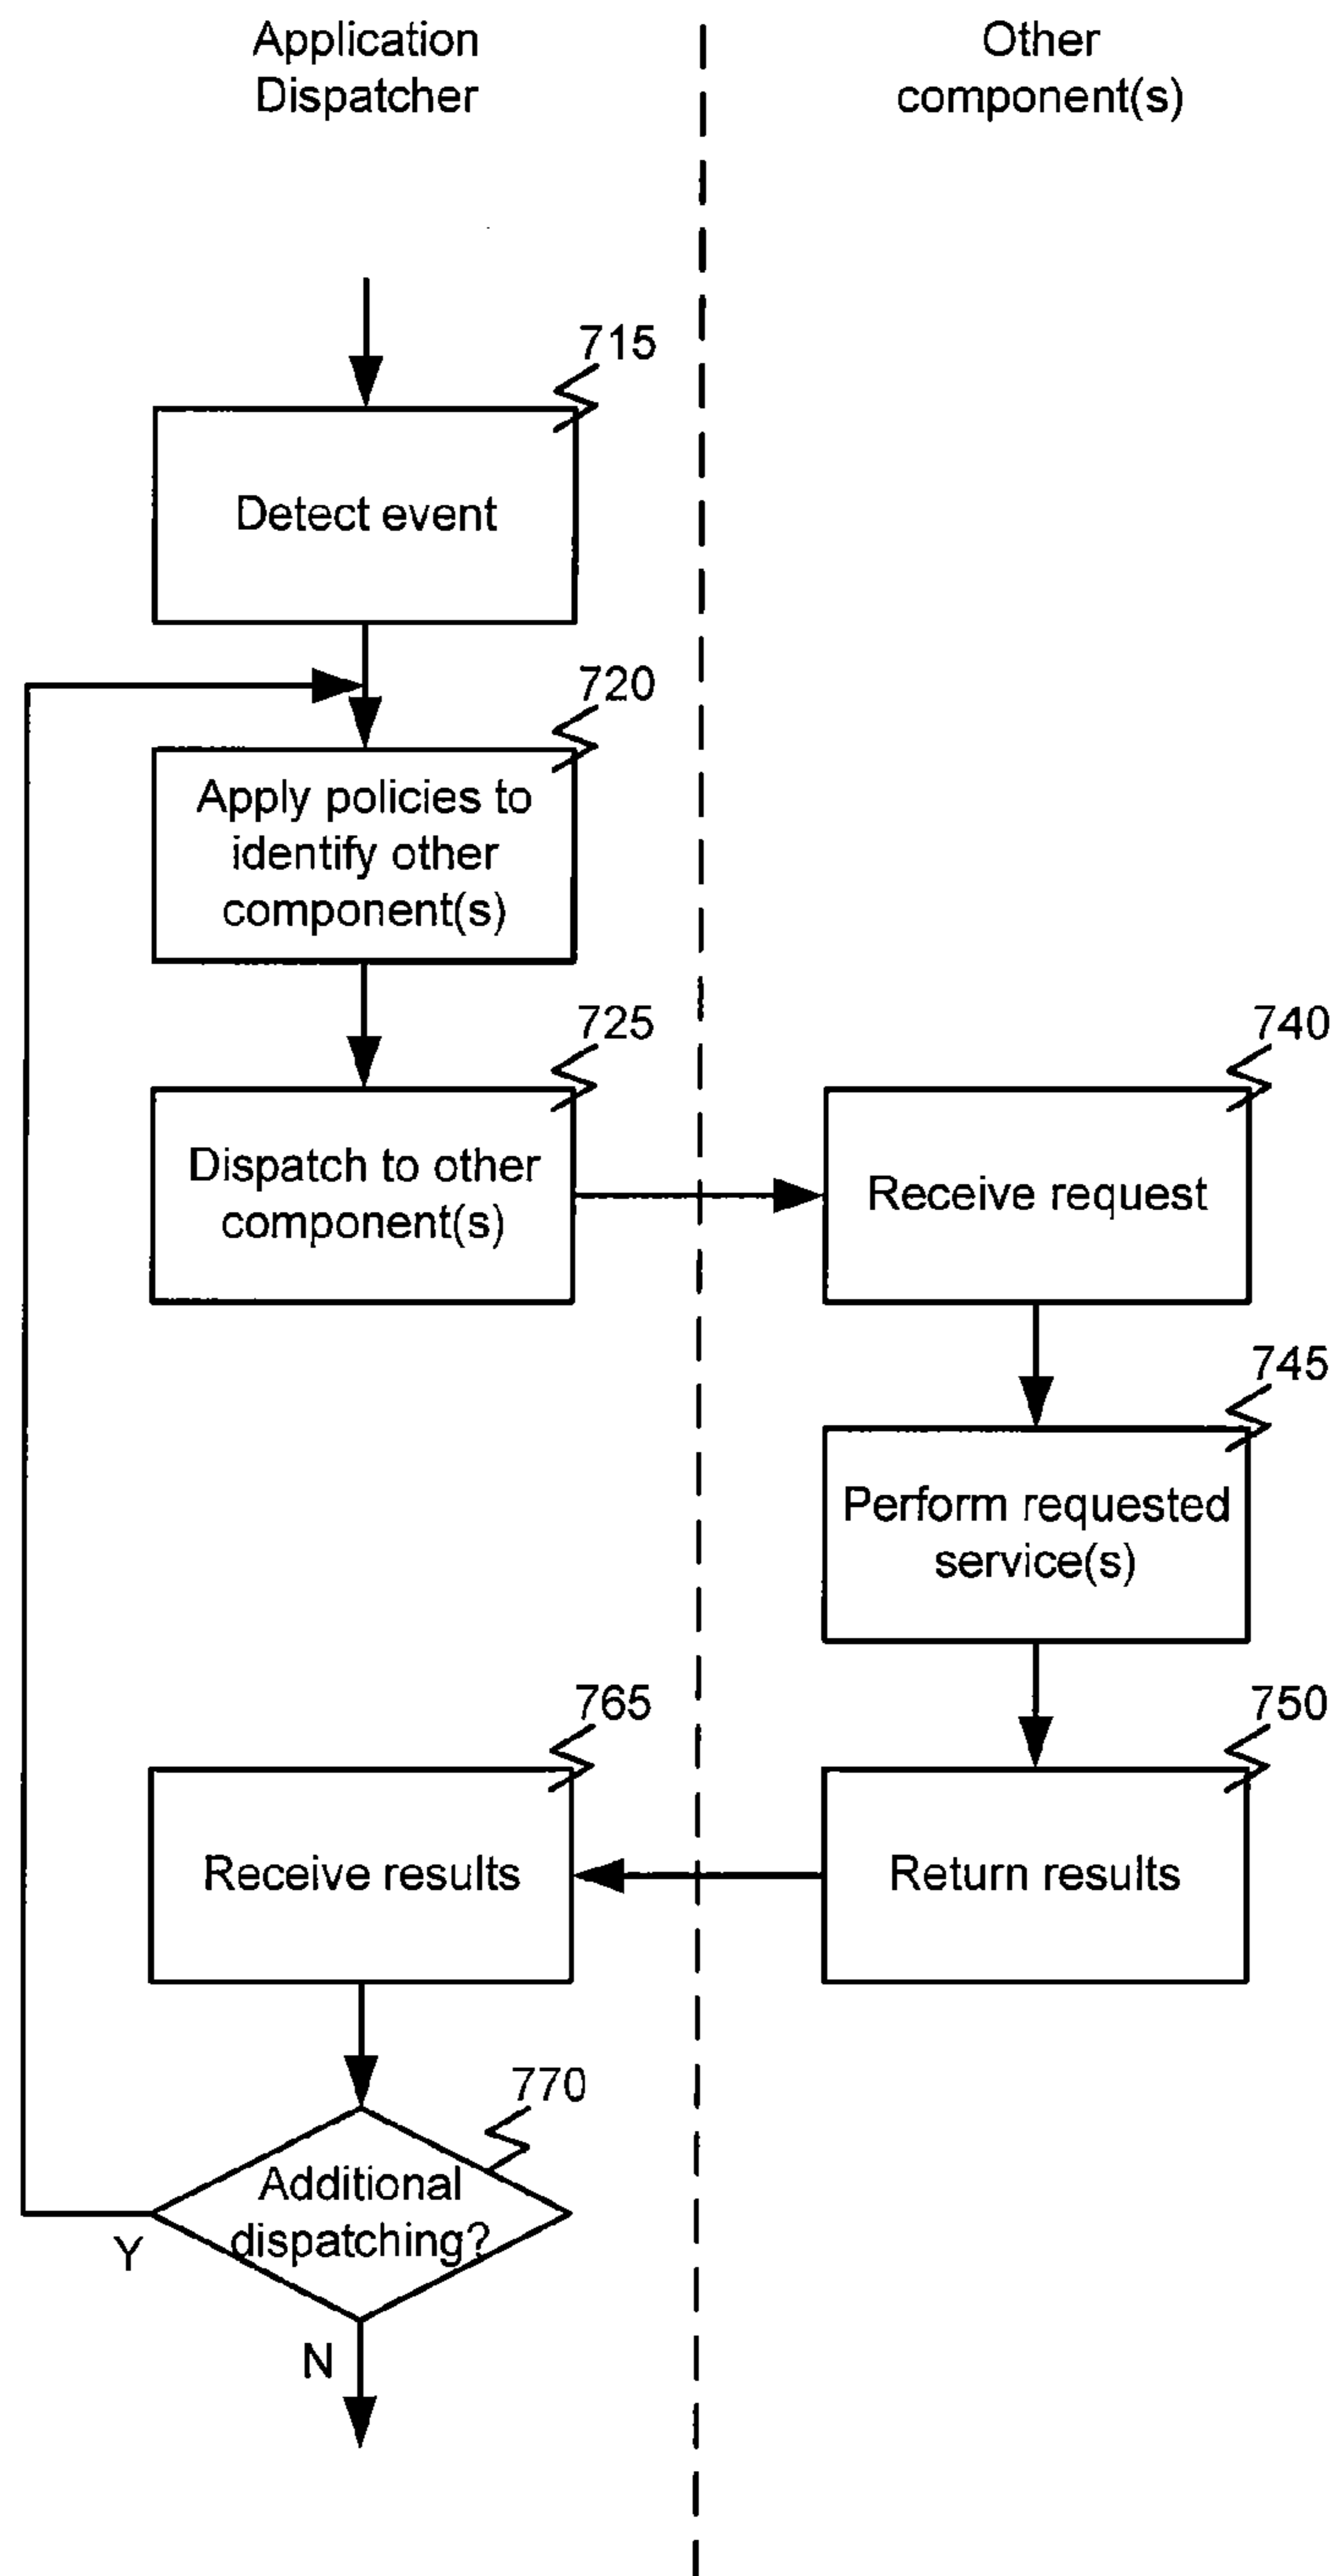 Application
Dispatcher
Other
component(s)
715
Detect event
720
Apply policies to
identify other
component(s)
725
Dispatch to other
component(s)
740
Receive request
745
Perform requested
service(s)
765
Receive results
750
Return results
770
Additional
dispatching?
Y
N